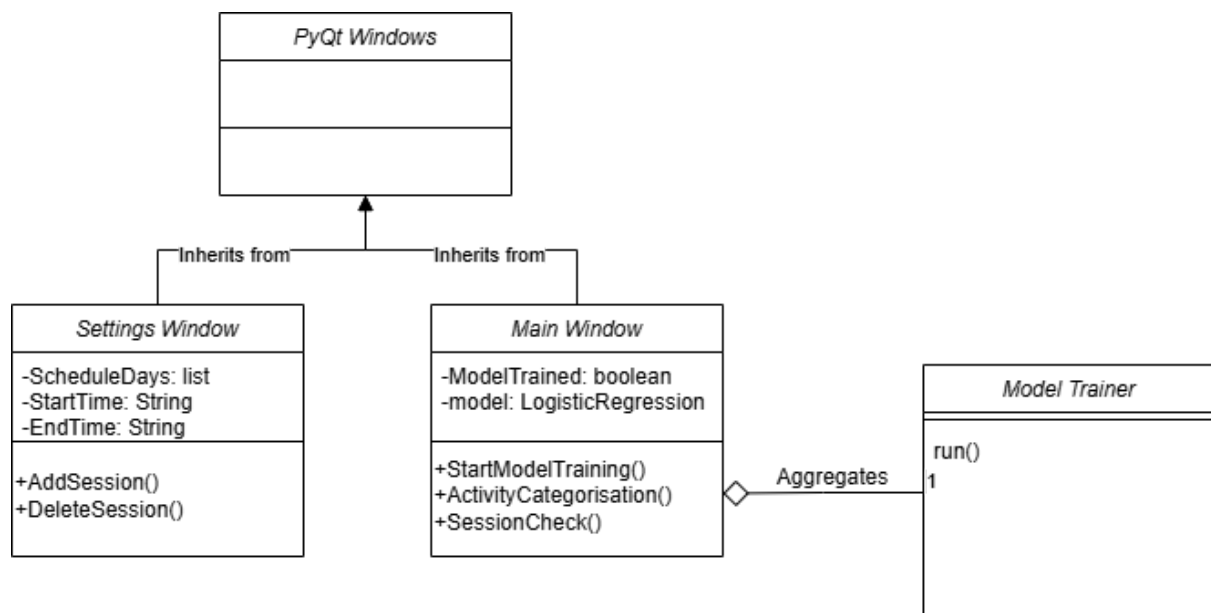 PyQt Windows
Inherits from
Inherits from
Settings Window
-ScheduleDays: list
-StartTime: String
-EndTime: String
+AddSession()
+DeleteSession()
Main Window
-ModelTrained: boolean
-model: LogisticRegression
+StartModelTraining()
+ActivityCategorisation()
+SessionCheck()
Aggregates
Model Trainer
run()
1